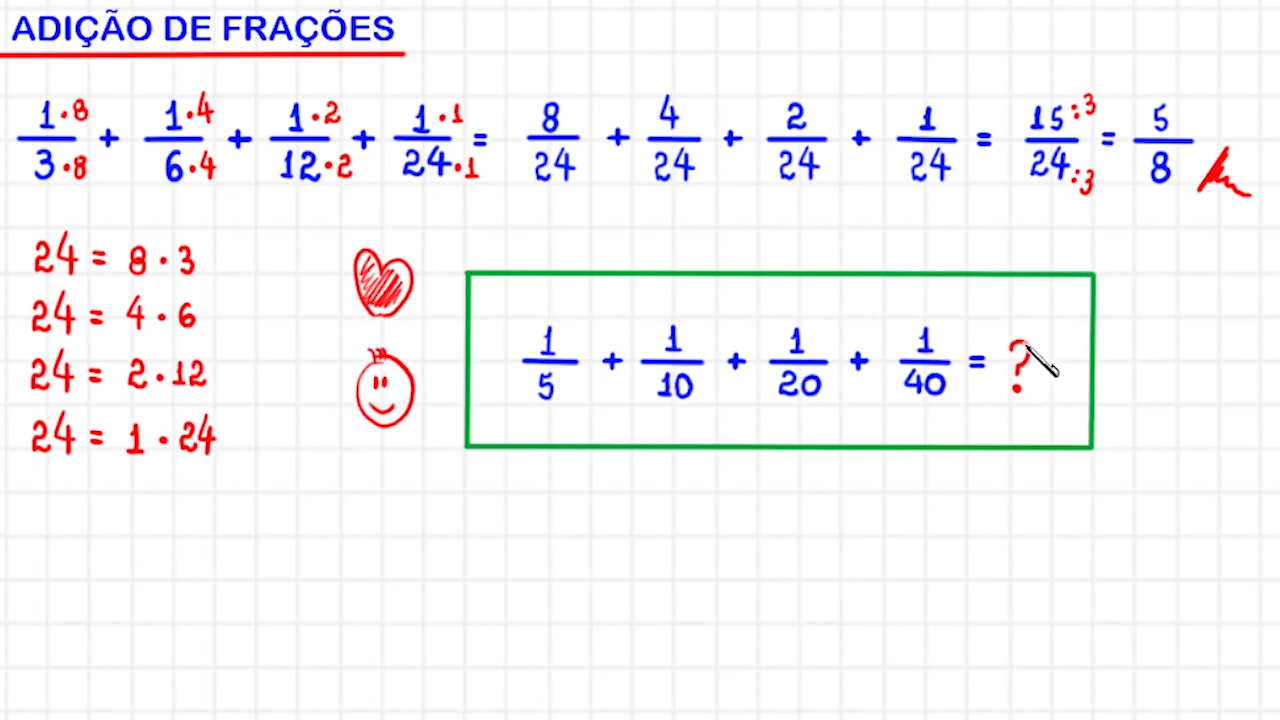 ADIÇÃO DE FRAÇÕES
1·8/3·8 + 1·4/6·4 + 1·2/12·2 + 1·1/24·1 = 8/24 + 4/24 + 2/24 + 1/24 = 15:3/24:3 = 5/8
24 = 8·3
24 = 4·6
24 = 2·12
24 = 1·24
1/5 + 1/10 + 1/20 + 1/40 = ?